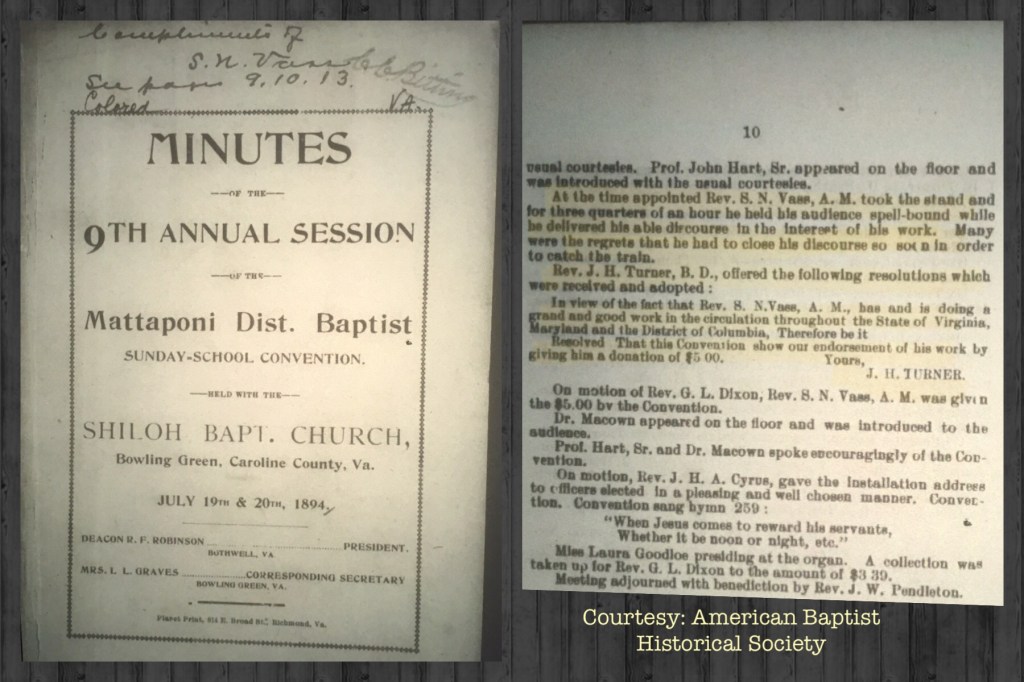 Compliments of
S. N. Vass
See pages 9, 10, 13.
Colored VA.
MINUTES
—OF THE—
9TH ANNUAL SESSION
—OF THE—
Mattaponi Dist. Baptist
SUNDAY-SCHOOL CONVENTION.
—HELD WITH THE—
SHILOH BAPT. CHURCH,
Bowling Green, Caroline County, Va.
JULY 19TH & 20TH, 1894,
DEACON R. F. ROBINSON PRESIDENT.
BOTHWELL, VA
MRS. L. L. GRAVES CORRESPONDING SECRETARY
BOWLING GREEN, VA.
Print, E. Broad St. Richmond, Va.
10
usual courtesies. Prof. John Hart, Sr. appeared on the floor and
was introduced with the usual courtesies.
At the time appointed Rev. S. N. Vass, A. M. took the stand and
for three quarters of an hour he held his audience spell-bound while
he delivered his able discourse in the interest of his work. Many
were the regrets that he had to close his discourse so soon in order
to catch the train.
Rev. J. H. Turner, B. D., offered the following resolutions which
were received and adopted :
In view of the fact that Rev. S. N.Vass, A. M., has and is doing a
grand and good work in the circulation throughout the State of Virginia,
Maryland and the District of Columbia, Therefore be it
Resolved That this Convention show our endorsement of his work by
giving him a donation of $5 00. Yours,
J. H. TURNER.
On motion of Rev. G. L. Dixon, Rev. S. N. Vass, A. M. was given
the $5.00 by the Convention.
Dr. Macown appeared on the floor and was introduced to the
audience.
Prof. Hart, Sr. and Dr. Macown spoke encouragingly of the Con-
vention.
On motion, Rev. J. H. A. Cyrus, gave the installation address
to officers elected in a pleasing and well chosen manner. Conven-
tion. Convention sang hymn 259 :
"When Jesus comes to reward his servants,
Whether it be noon or night, etc."
Miss Laura Goodloe presiding at the organ. A collection was
taken up for Rev. G. L. Dixon to the amount of $3 39.
Meeting adjourned with benediction by Rev. J. W. Pendleton.
Courtesy: American Baptist
Historical Society